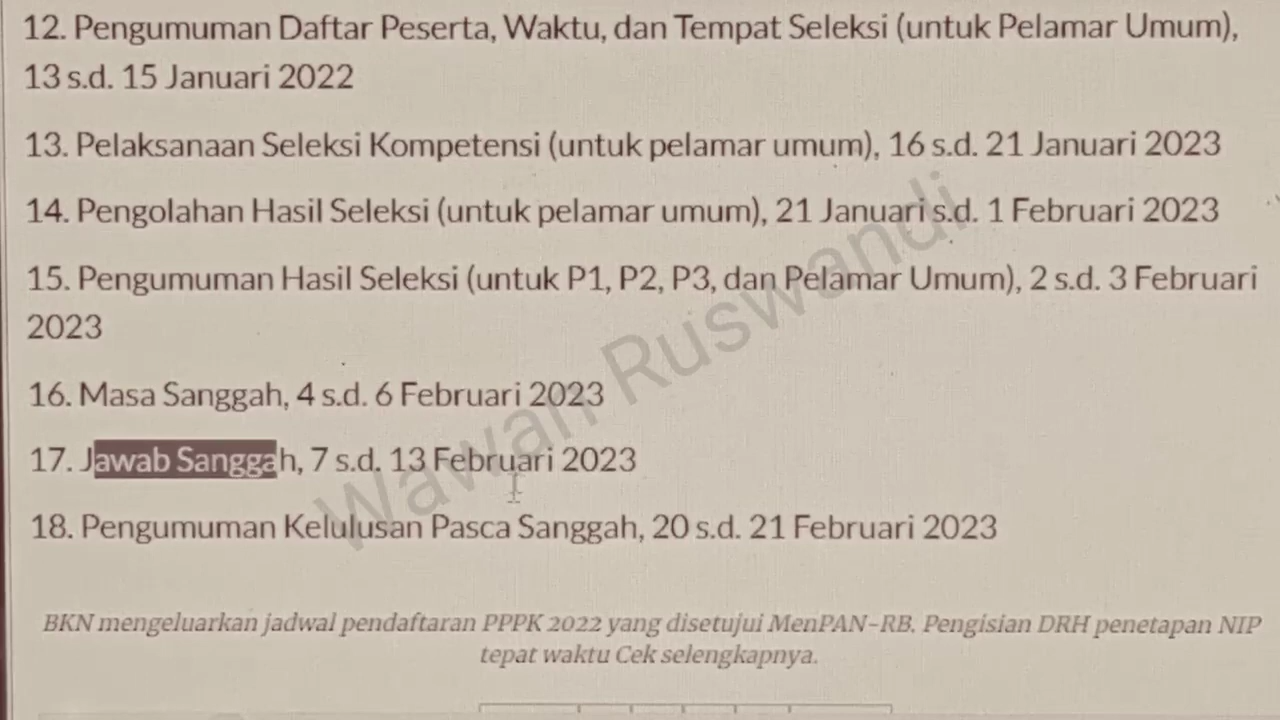 12. Pengumuman Daftar Peserta, Waktu, dan Tempat Seleksi (untuk Pelamar Umum),
13 s.d. 15 Januari 2022
13. Pelaksanaan Seleksi Kompetensi (untuk pelamar umum), 16 s.d. 21 Januari 2023
14. Pengolahan Hasil Seleksi (untuk pelamar umum), 21 Januari s.d. 1 Februari 2023
15. Pengumuman Hasil Seleksi (untuk P1, P2, P3, dan Pelamar Umum), 2 s.d. 3 Februari
2023
16. Masa Sanggah, 4 s.d. 6 Februari 2023
17. Jawab Sanggah, 7 s.d. 13 Februari 2023
18. Pengumuman Kelulusan Pasca Sanggah, 20 s.d. 21 Februari 2023
Wawan Ruswandi
BKN mengeluarkan jadwal pendaftaran PPPK 2022 yang disetujui MenPAN-RB. Pengisian DRH penetapan NIP
tepat waktu Cek selengkapnya.